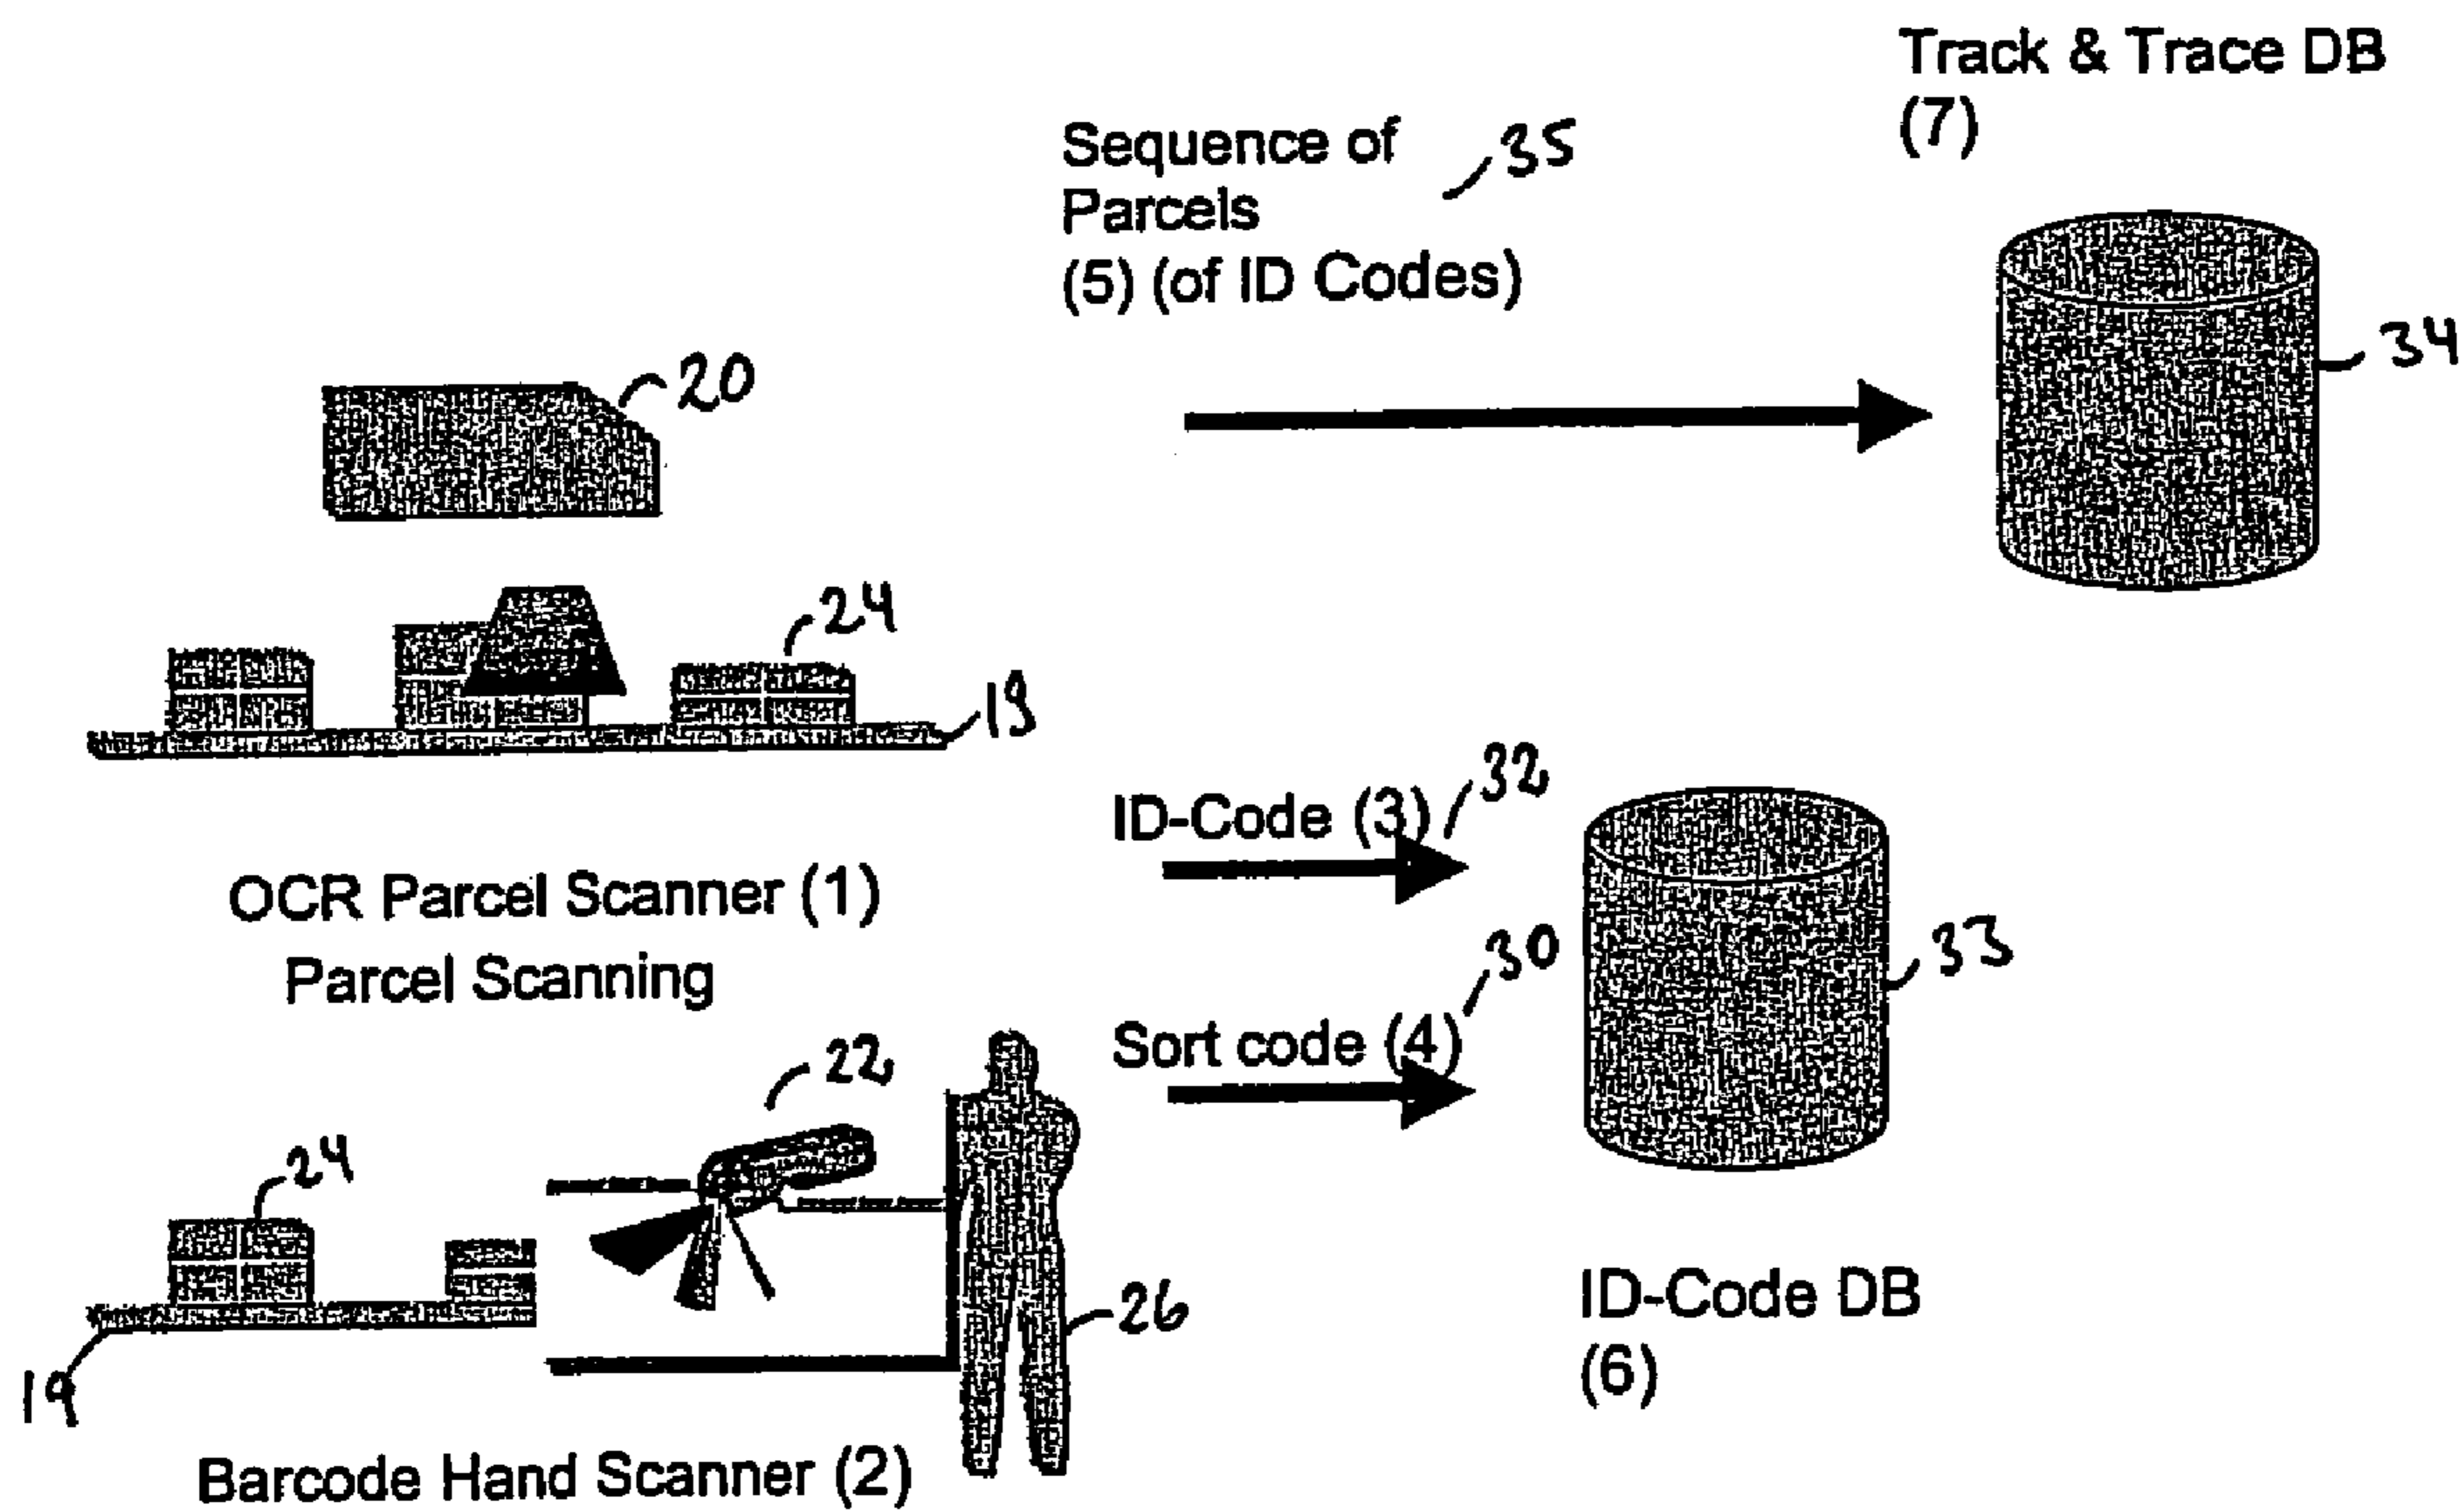 Track & Trace DB
(7)
Sequence of
Parcels
(5) (of ID Codes)
35
34
20
24
19
ID-Code (3)
32
OCR Parcel Scanner (1)
Parcel Scanning
33
30
Sort code (4)
22
24
26
19
ID-Code DB
(6)
Barcode Hand Scanner (2)